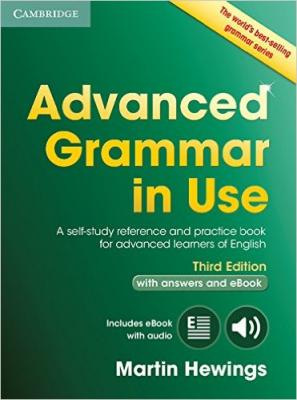 CAMBRIDGE
The world's best-selling
grammar series
Advanced
Grammar
in Use
A self-study reference and practice book
for advanced learners of English
Third Edition
with answers and eBook
Includes eBook
with audio
E
Martin Hewings